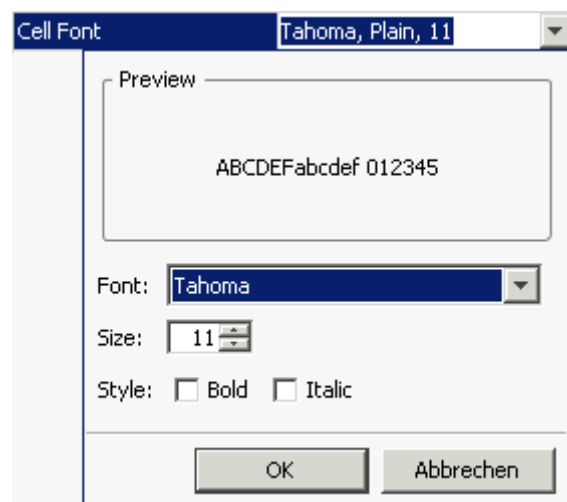 Cell Font Tahoma, Plain, 11
Preview
ABCDEFabcdef 012345
Font: Tahoma
Size: 11
Style: Bold Italic
OK Abbrechen